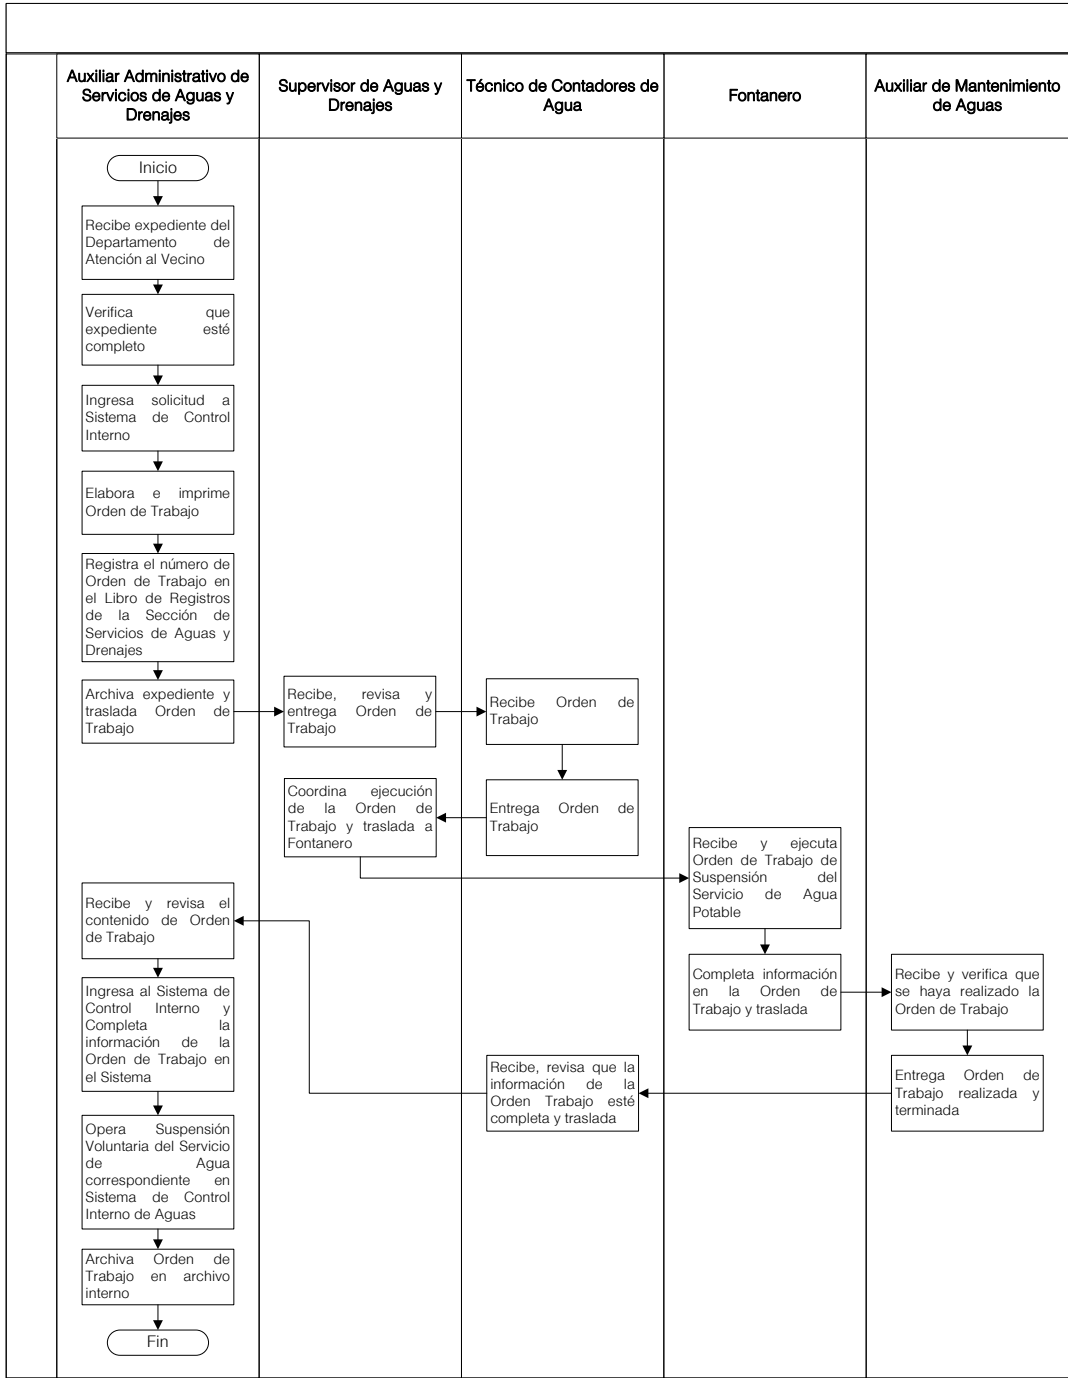 Auxiliar Administrativo de
Servicios de Aguas y
Drenajes
Supervisor de Aguas y
Drenajes
Técnico de Contadores de
Agua
Fontanero
Auxiliar de Mantenimiento
de Aguas
Inicio
Recibe expediente del
Departamento de
Atención al Vecino
Verifica que
expediente esté
completo
Ingresa solicitud a
Sistema de Control
Interno
Elabora e imprime
Orden de Trabajo
Registra el número de
Orden de Trabajo en
el Libro de Registros
de la Sección de
Servicios de Aguas y
Drenajes
Archiva expediente y
traslada Orden de
Trabajo
Recibe, revisa y
entrega Orden de
Trabajo
Recibe Orden de
Trabajo
Entrega Orden de
Trabajo
Coordina ejecución
de la Orden de
Trabajo y traslada a
Fontanero
Recibe y ejecuta
Orden de Trabajo de
Suspensión del
Servicio de Agua
Potable
Completa información
en la Orden de
Trabajo y traslada
Recibe y verifica que
se haya realizado la
Orden de Trabajo
Entrega Orden de
Trabajo realizada y
terminada
Recibe, revisa que la
información de la
Orden Trabajo esté
completa y traslada
Recibe y revisa el
contenido de Orden
de Trabajo
Ingresa al Sistema de
Control Interno y
Completa la
información de la
Orden de Trabajo en
el Sistema
Opera Suspensión
Voluntaria del Servicio
de Agua
correspondiente en
Sistema de Control
Interno de Aguas
Archiva Orden de
Trabajo en archivo
interno
Fin